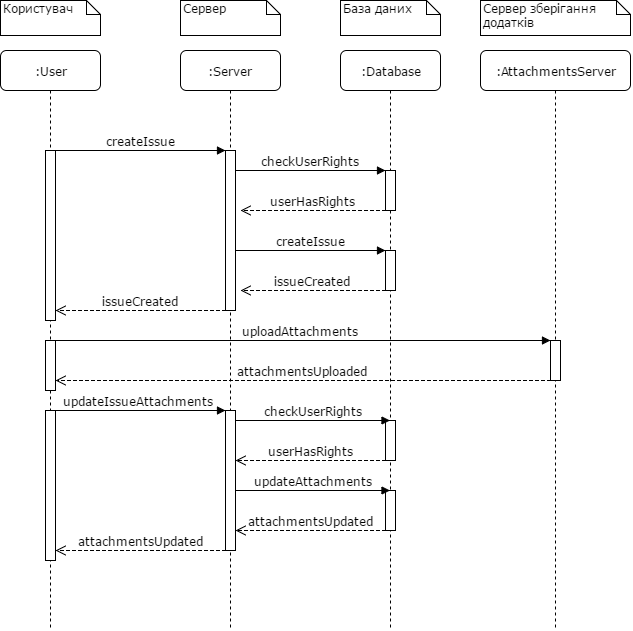 Користувач
Сервер
База даних
Сервер зберігання
додатків
:User
:Server
:Database
:AttachmentsServer
createIssue
checkUserRights
userHasRights
createIssue
issueCreated
issueCreated
uploadAttachments
attachmentsUploaded
updateIssueAttachments
checkUserRights
userHasRights
updateAttachments
attachmentsUpdated
attachmentsUpdated